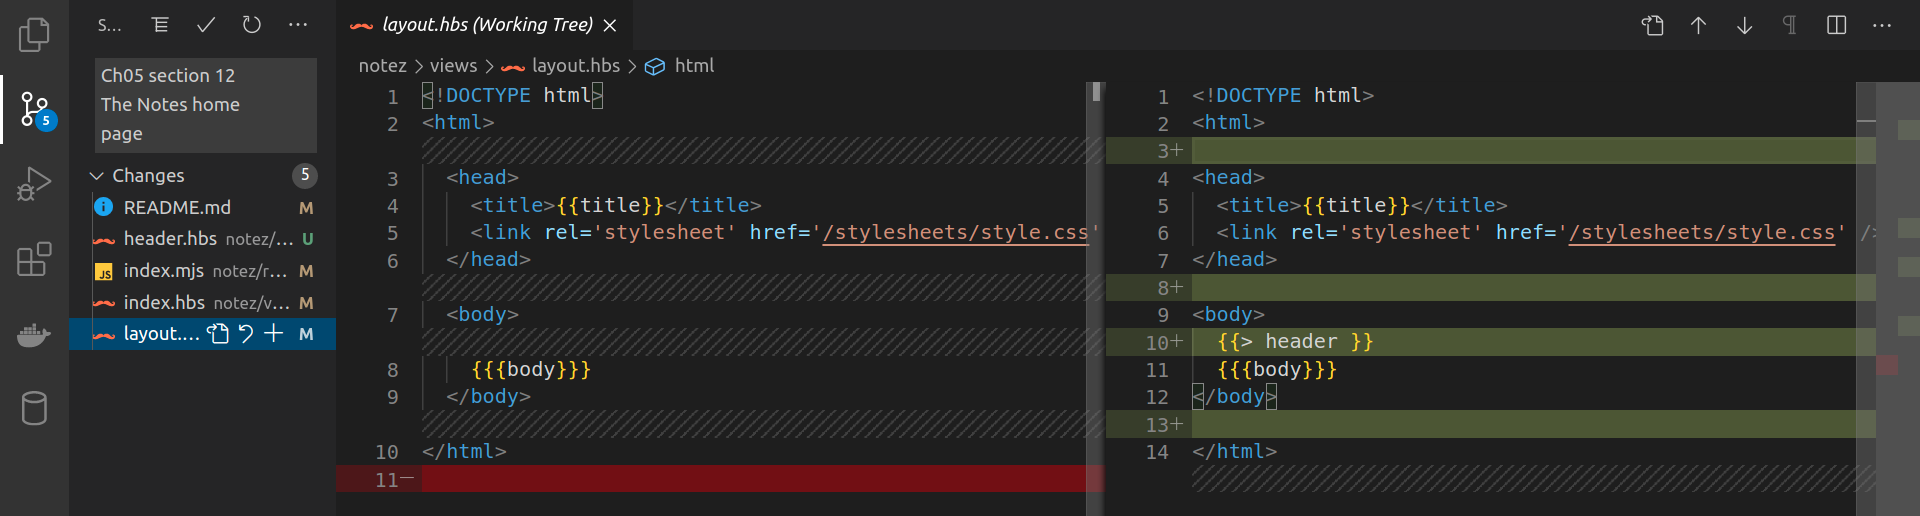 S...
layout.hbs (Working Tree)
Ch05 section 12
The Notes home
page
5
Changes 5
README.md M
header.hbs notez/... U
JS index.mjs notez/r... M
index.hbs notez/v... M
layout.... M
notez > views > layout.hbs > html
1 <!DOCTYPE html>
2 <html>
3 <head>
4 <title>{{title}}</title>
5 <link rel='stylesheet' href='/stylesheets/style.css'
6 </head>
7 <body>
8 {{{body}}}
9 </body>
10 </html>
11−
1 <!DOCTYPE html>
2 <html>
3+
4 <head>
5 <title>{{title}}</title>
6 <link rel='stylesheet' href='/stylesheets/style.css' />
7 </head>
8+
9 <body>
10+ {{> header }}
11 {{{body}}}
12 </body>
13+
14 </html>